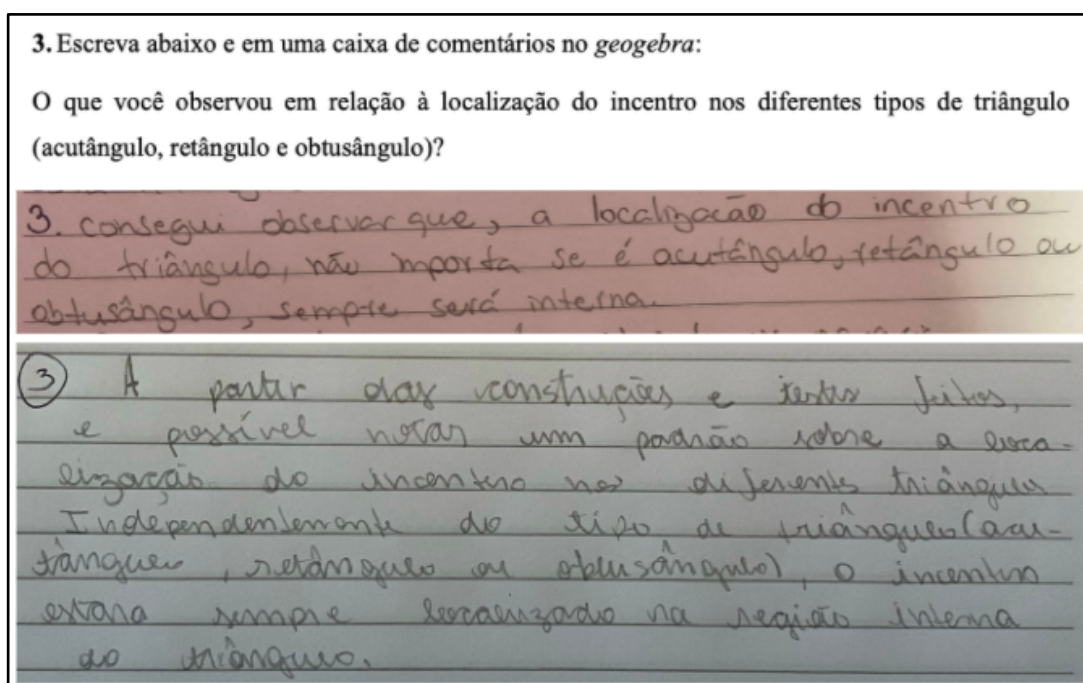 3. Escreva abaixo e em uma caixa de comentários no geogebra:
O que você observou em relação à localização do incentro nos diferentes tipos de triângulo
(acutângulo, retângulo e obtusângulo)?
3. consegui observar que, a localização do incentro
do triângulo, não importa se é acutângulo, retângulo ou
obtusângulo, sempre será interna.
3 A partir das construções e testes feitos,
e possível notar um padrão sobre a loca-
lização do incentro nos diferentes triângulos
Independentemente do tipo de triângulo (acu-
tângulo, retângulo ou obtusângulo), o incentro
estara sempre localizado na região interna
do triângulo.